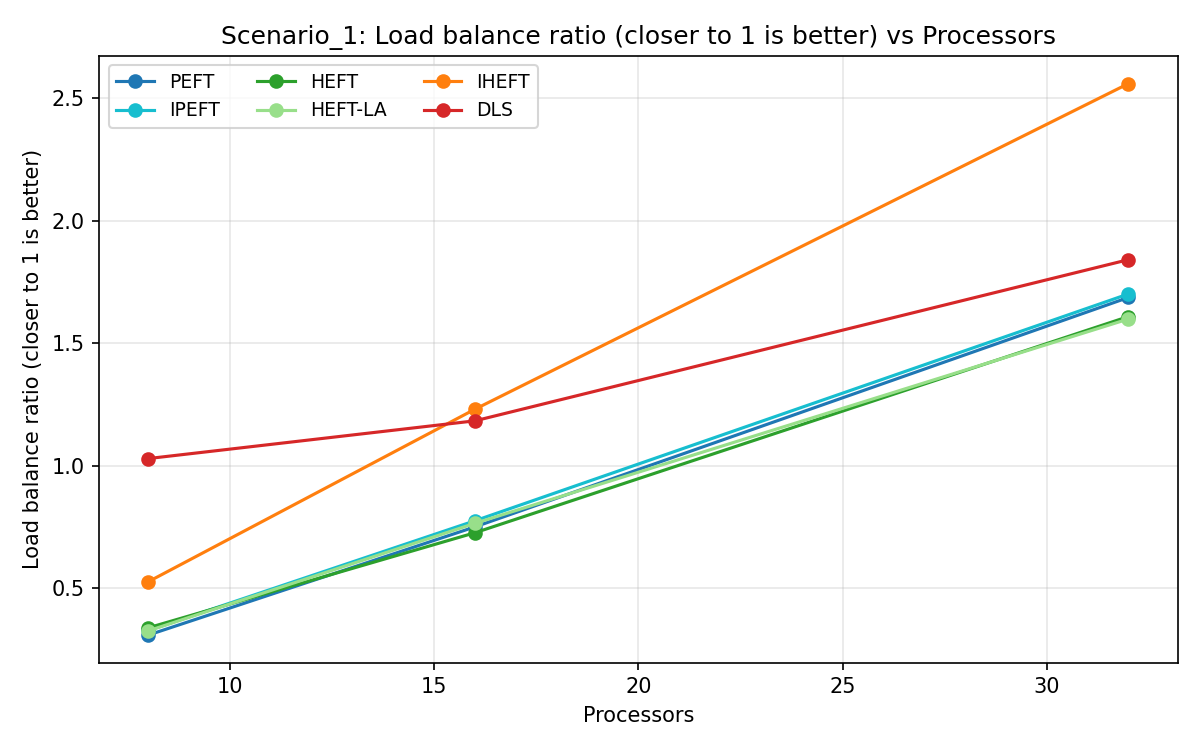 Scenario_1: Load balance ratio (closer to 1 is better) vs Processors
PEFT HEFT IHEFT
IPEFT HEFT-LA DLS
Load balance ratio (closer to 1 is better)
2.5
2.0
1.5
1.0
0.5
10 15 20 25 30
Processors